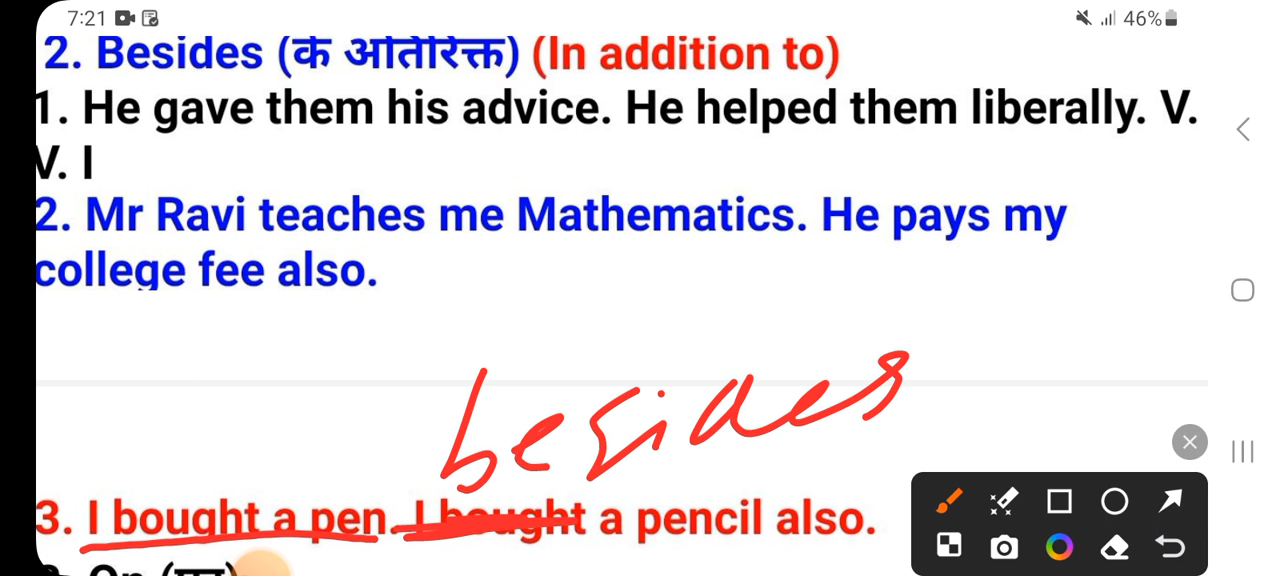 7:21 46%
2. Besides (के अतिरिक्त) (In addition to)
1. He gave them his advice. He helped them liberally. V.
V. I
2. Mr Ravi teaches me Mathematics. He pays my
college fee also.
besides
3. I bought a pen. I bought a pencil also.